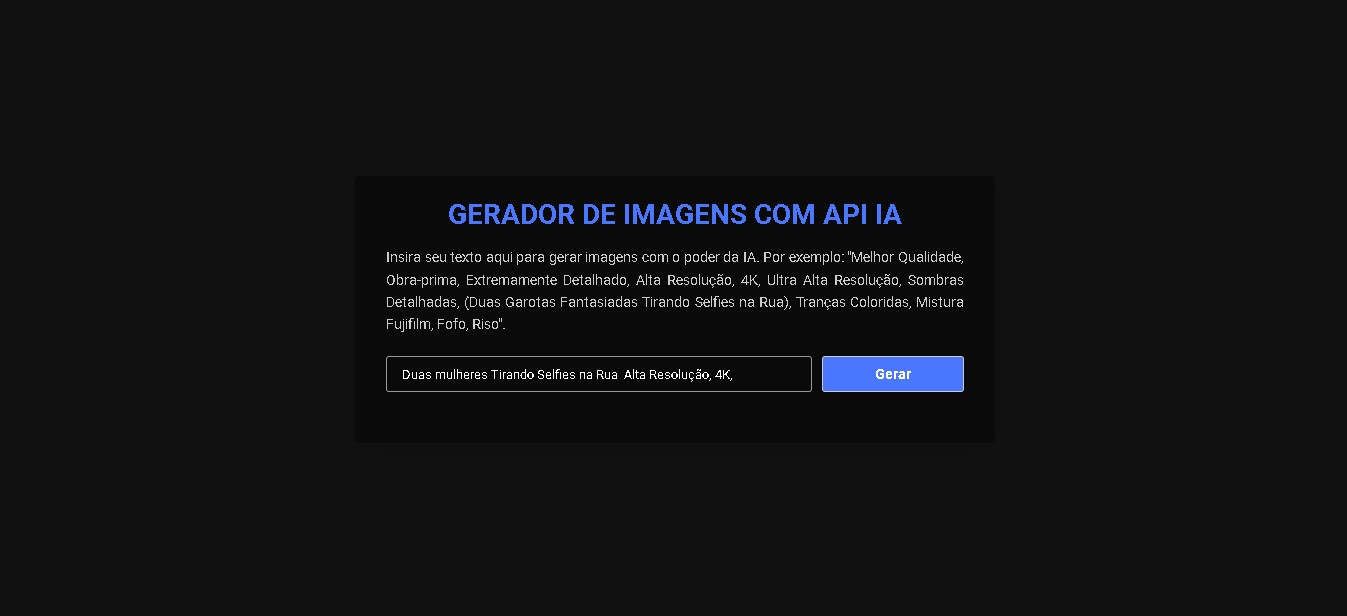 GERADOR DE IMAGENS COM API IA
Insira seu texto aqui para gerar imagens com o poder da IA. Por exemplo: "Melhor Qualidade,
Obra-prima, Extremamente Detalhado, Alta Resolução, 4K, Ultra Alta Resolução, Sombras
Detalhadas, (Duas Garotas Fantasiadas Tirando Selfies na Rua), Tranças Coloridas, Mistura
Fujifilm, Fofo, Riso".
Duas mulheres Tirando Selfies na Rua  Alta Resolução, 4K,
Gerar